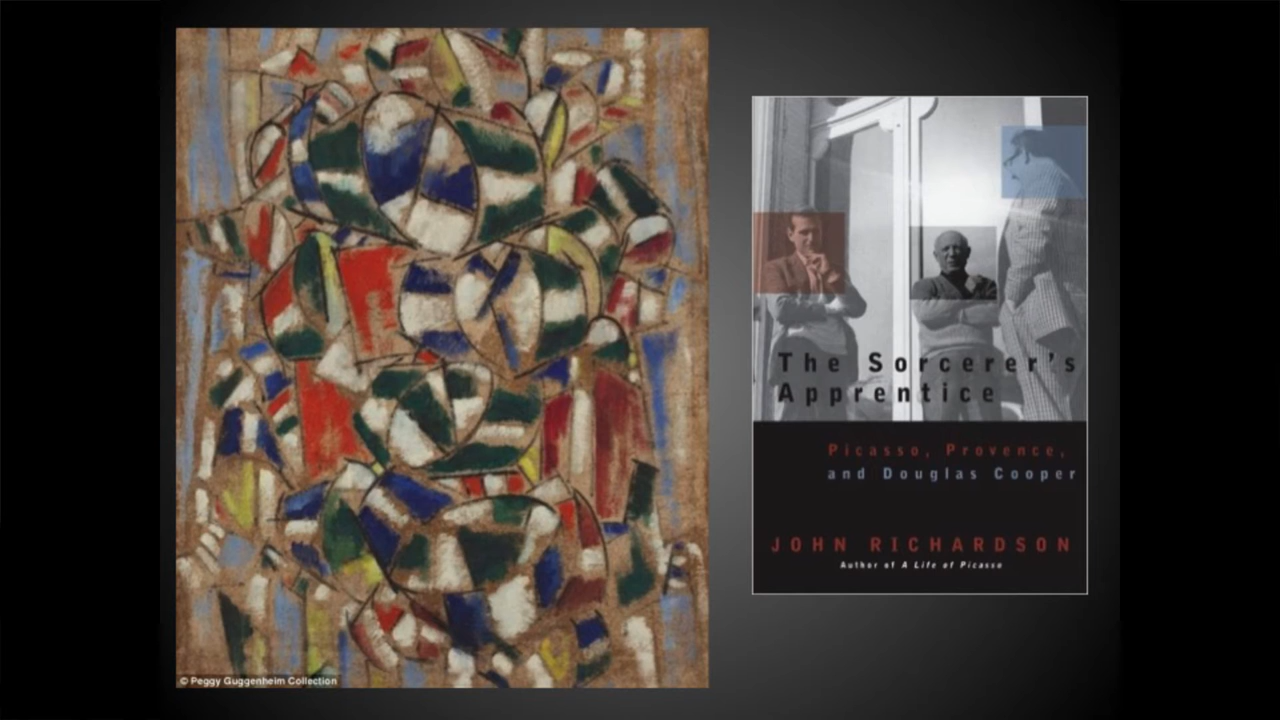 © Peggy Guggenheim Collection
The Sorcerer's
Apprentice
Picasso, Provence,
and Douglas Cooper
JOHN RICHARDSON
Author of A Life of Picasso